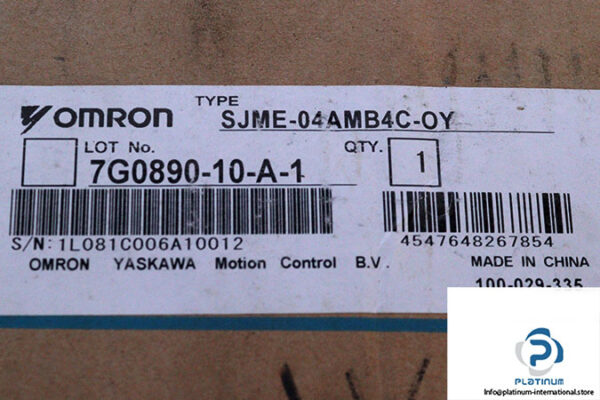 OMRON
TYPE SJME-04AMB4C-OY
LOT No. 7G0890-10-A-1
QTY. 1
S/N: 1L081C006A10012
4547648267854
OMRON YASKAWA Motion Control B.V.
MADE IN CHINA
100-029-335
PLATINUM
platinum-international.store